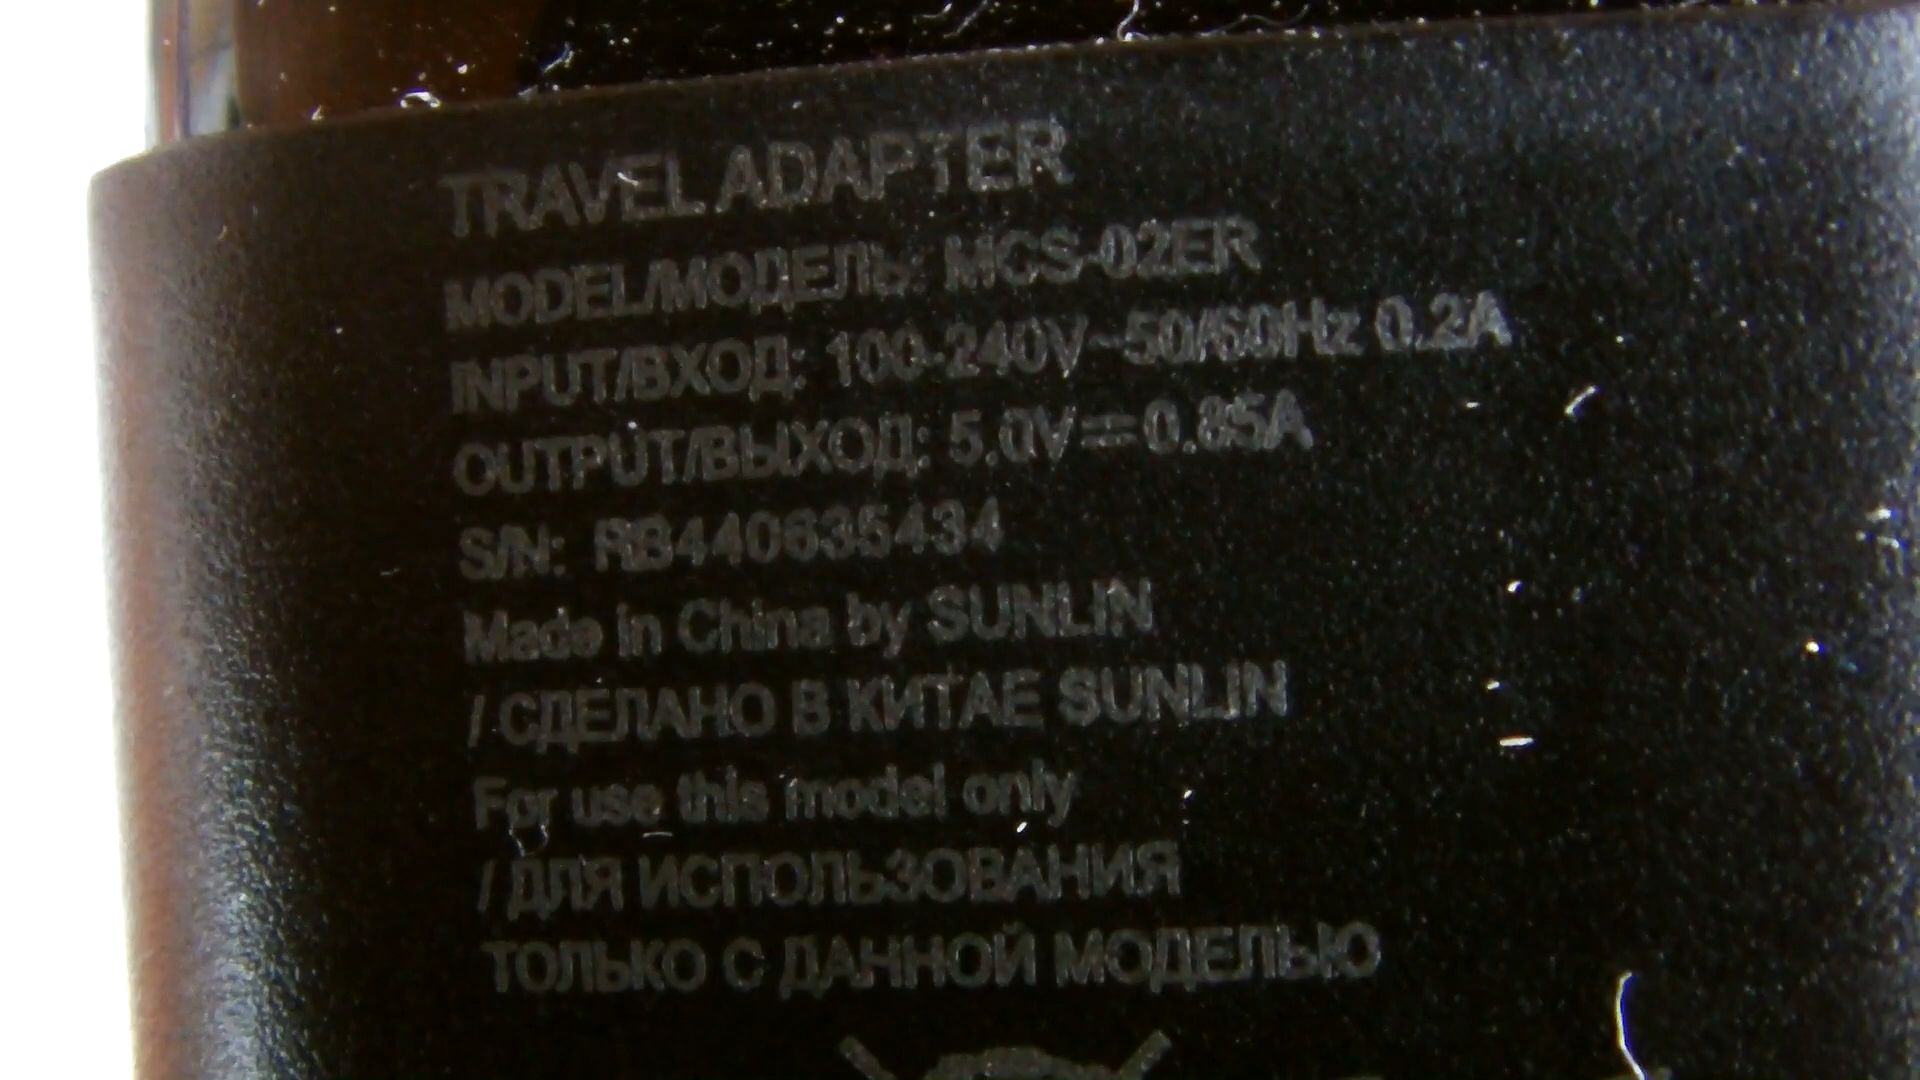 TRAVEL ADAPTER
MODEL/МОДЕЛЬ: MCS-02ER
INPUT/ВХОД: 100-240V~50/60Hz 0.2A
OUTPUT/ВЫХОД: 5.0V⎓0.85A
S/N: RB440635434
Made in China by SUNLIN
/ СДЕЛАНО В КИТАЕ SUNLIN
For use this model only
/ ДЛЯ ИСПОЛЬЗОВАНИЯ
ТОЛЬКО С ДАННОЙ МОДЕЛЬЮ